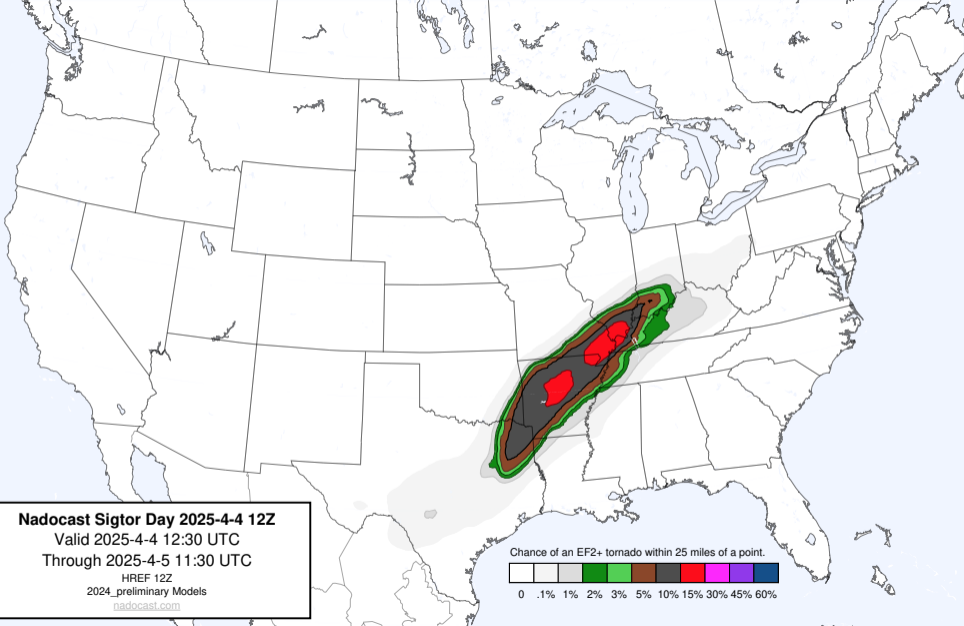 Nadocast Sigtor Day 2025-4-4 12Z
Valid 2025-4-4 12:30 UTC
Through 2025-4-5 11:30 UTC
HREF 12Z
2024_preliminary Models
nadocast.com
Chance of an EF2+ tornado within 25 miles of a point.
0 .1% 1% 2% 3% 5% 10% 15% 30% 45% 60%